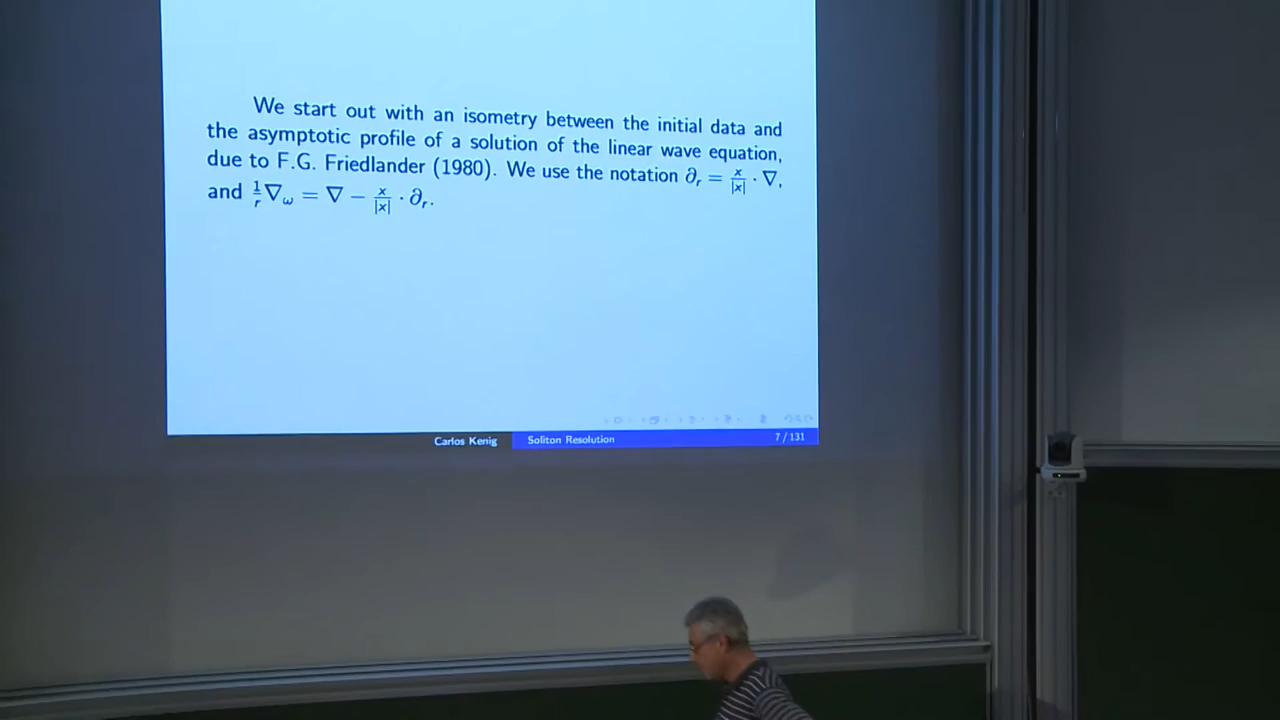 We start out with an isometry between the initial data and
the asymptotic profile of a solution of the linear wave equation,
due to F.G. Friedlander (1980). We use the notation ∂ᵣ = x/|x| · ∇,
and 1/r ∇_ω = ∇ − x/|x| · ∂ᵣ.
Carlos Kenig Soliton Resolution 7 / 131